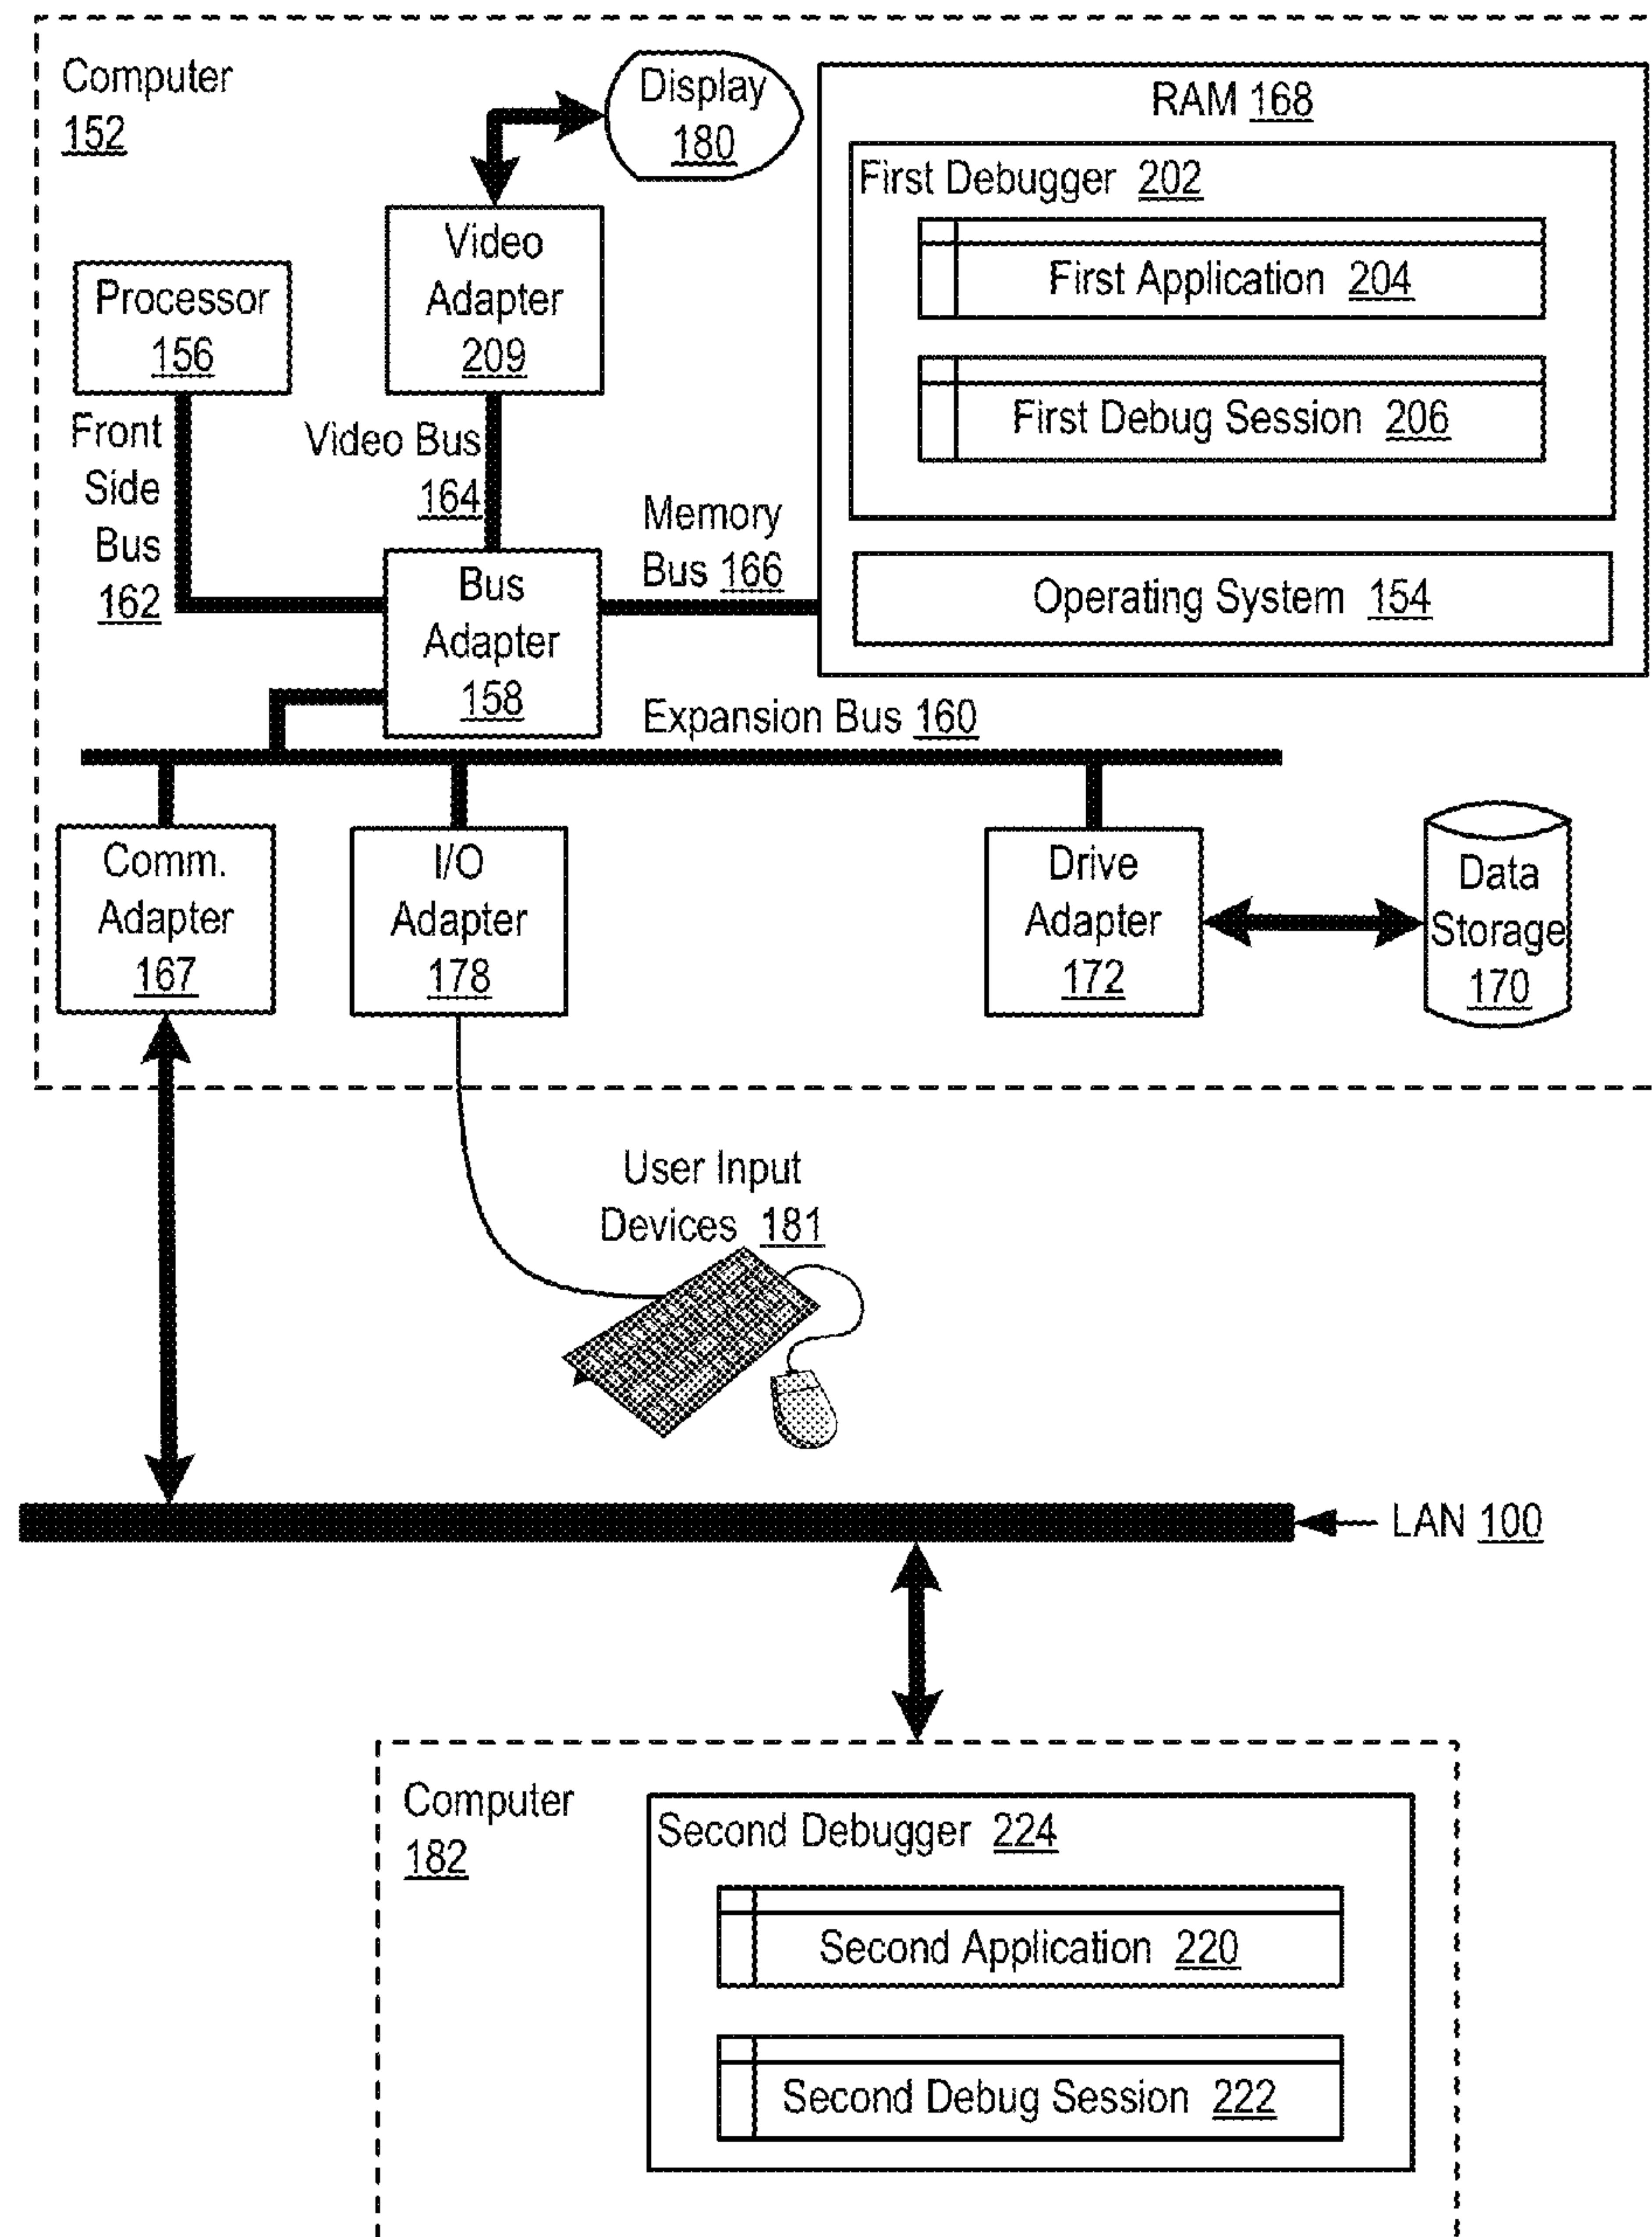 Computer
152
Display
180
RAM 168
First Debugger 202
First Application 204
First Debug Session 206
Operating System 154
Video
Adapter
209
Processor
156
Front
Side
Bus
162
Video Bus
164
Memory
Bus 166
Bus
Adapter
158
Expansion Bus 160
Comm.
Adapter
167
I/O
Adapter
178
Drive
Adapter
172
Data
Storage
170
User Input
Devices 181
LAN 100
Computer
182
Second Debugger 224
Second Application 220
Second Debug Session 222